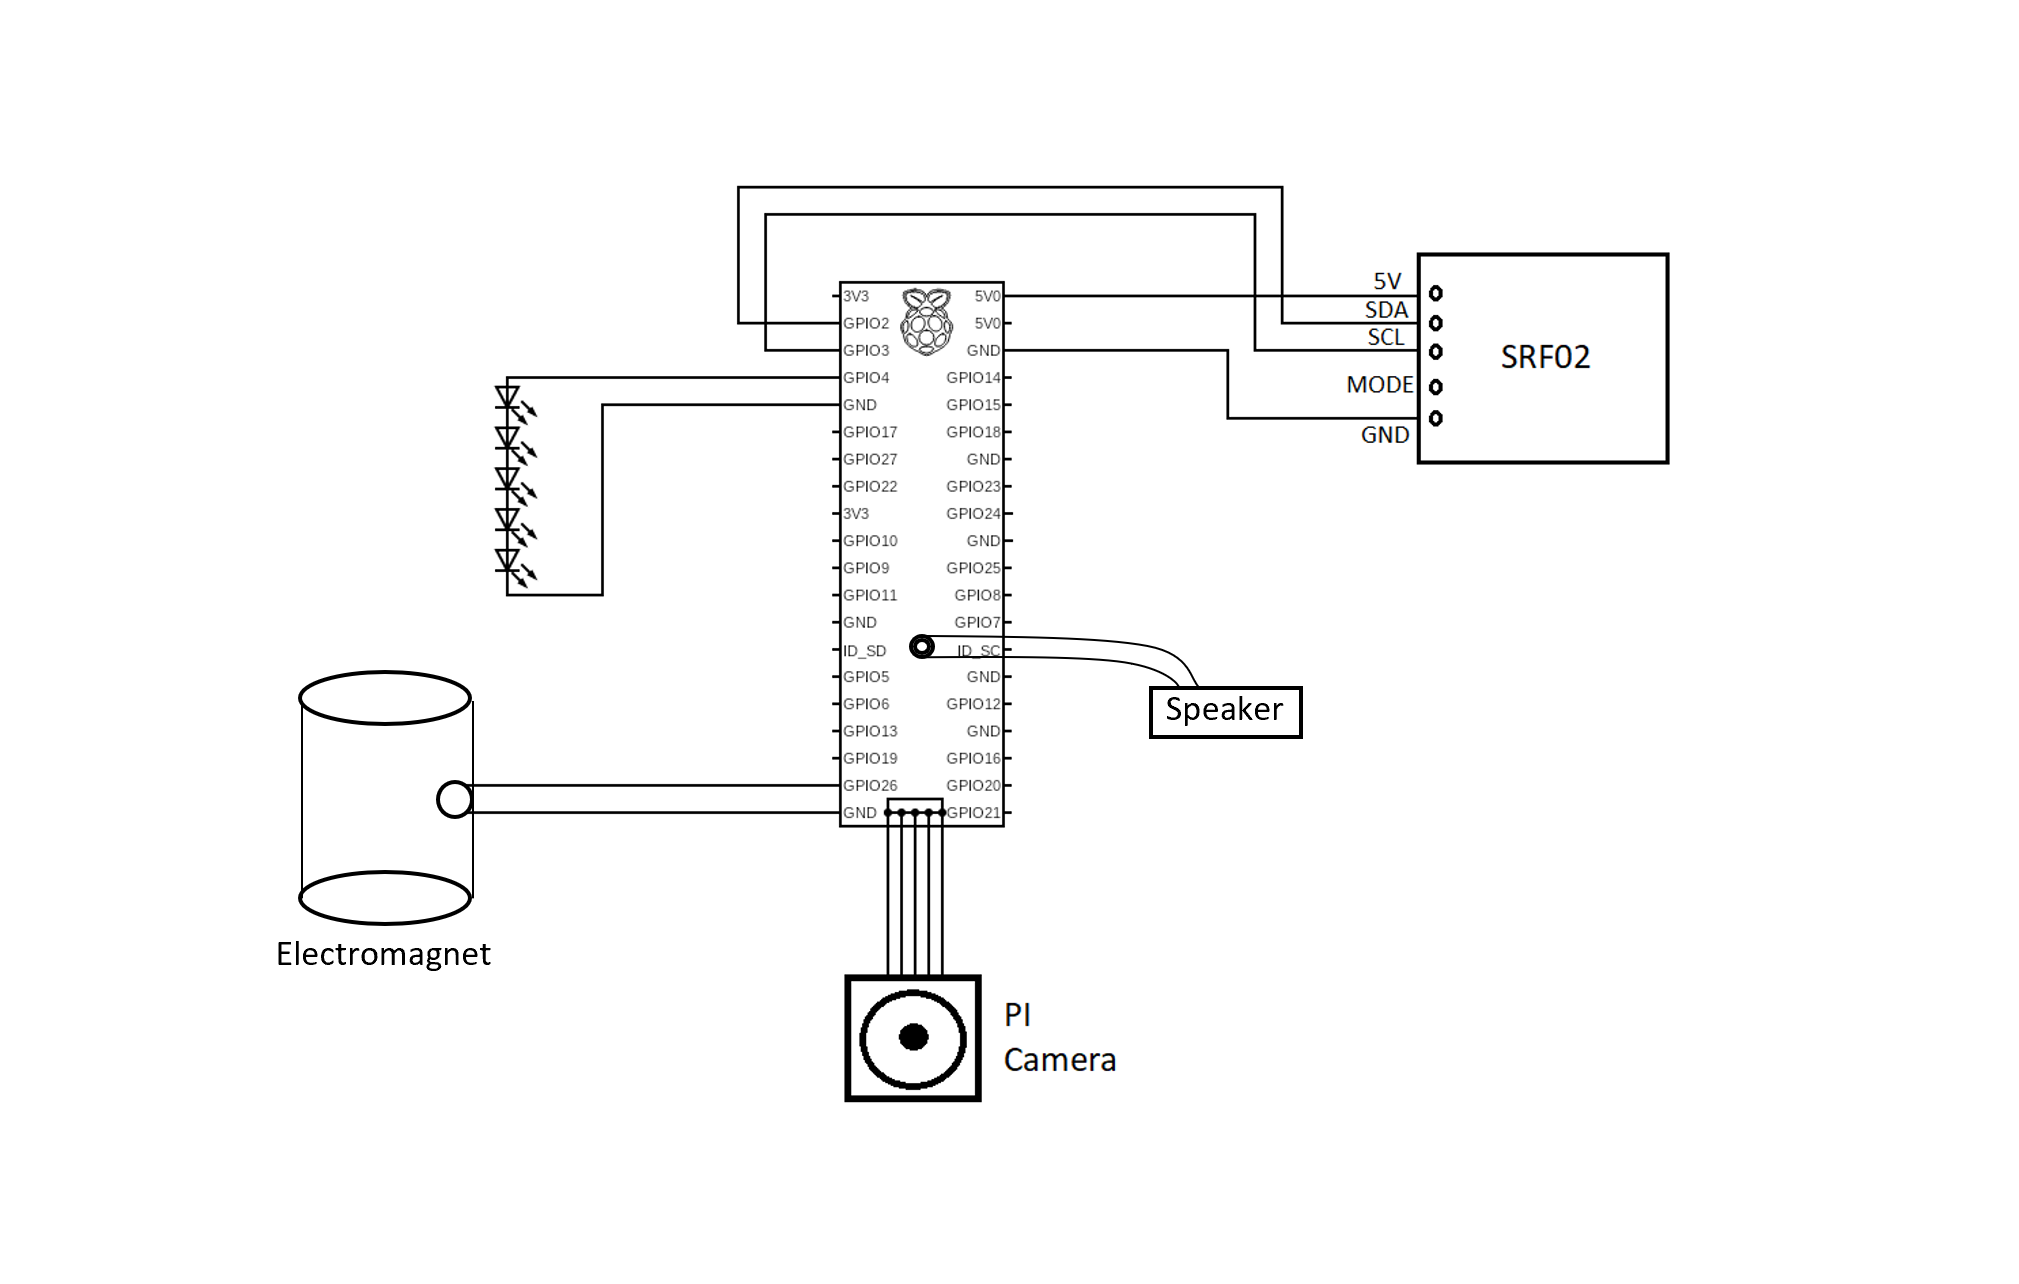 3V3 5V0
GPIO2 5V0
GPIO3 GND
GPIO4 GPIO14
GND GPIO15
GPIO17 GPIO18
GPIO27 GND
GPIO22 GPIO23
3V3 GPIO24
GPIO10 GND
GPIO9 GPIO25
GPIO11 GPIO8
GND GPIO7
ID_SD ID_SC
GPIO5 GND
GPIO6 GPIO12
GPIO13 GND
GPIO19 GPIO16
GPIO26 GPIO20
GND GPIO21
5V
SDA
SCL
MODE
GND
SRF02
Speaker
Electromagnet
PI
Camera